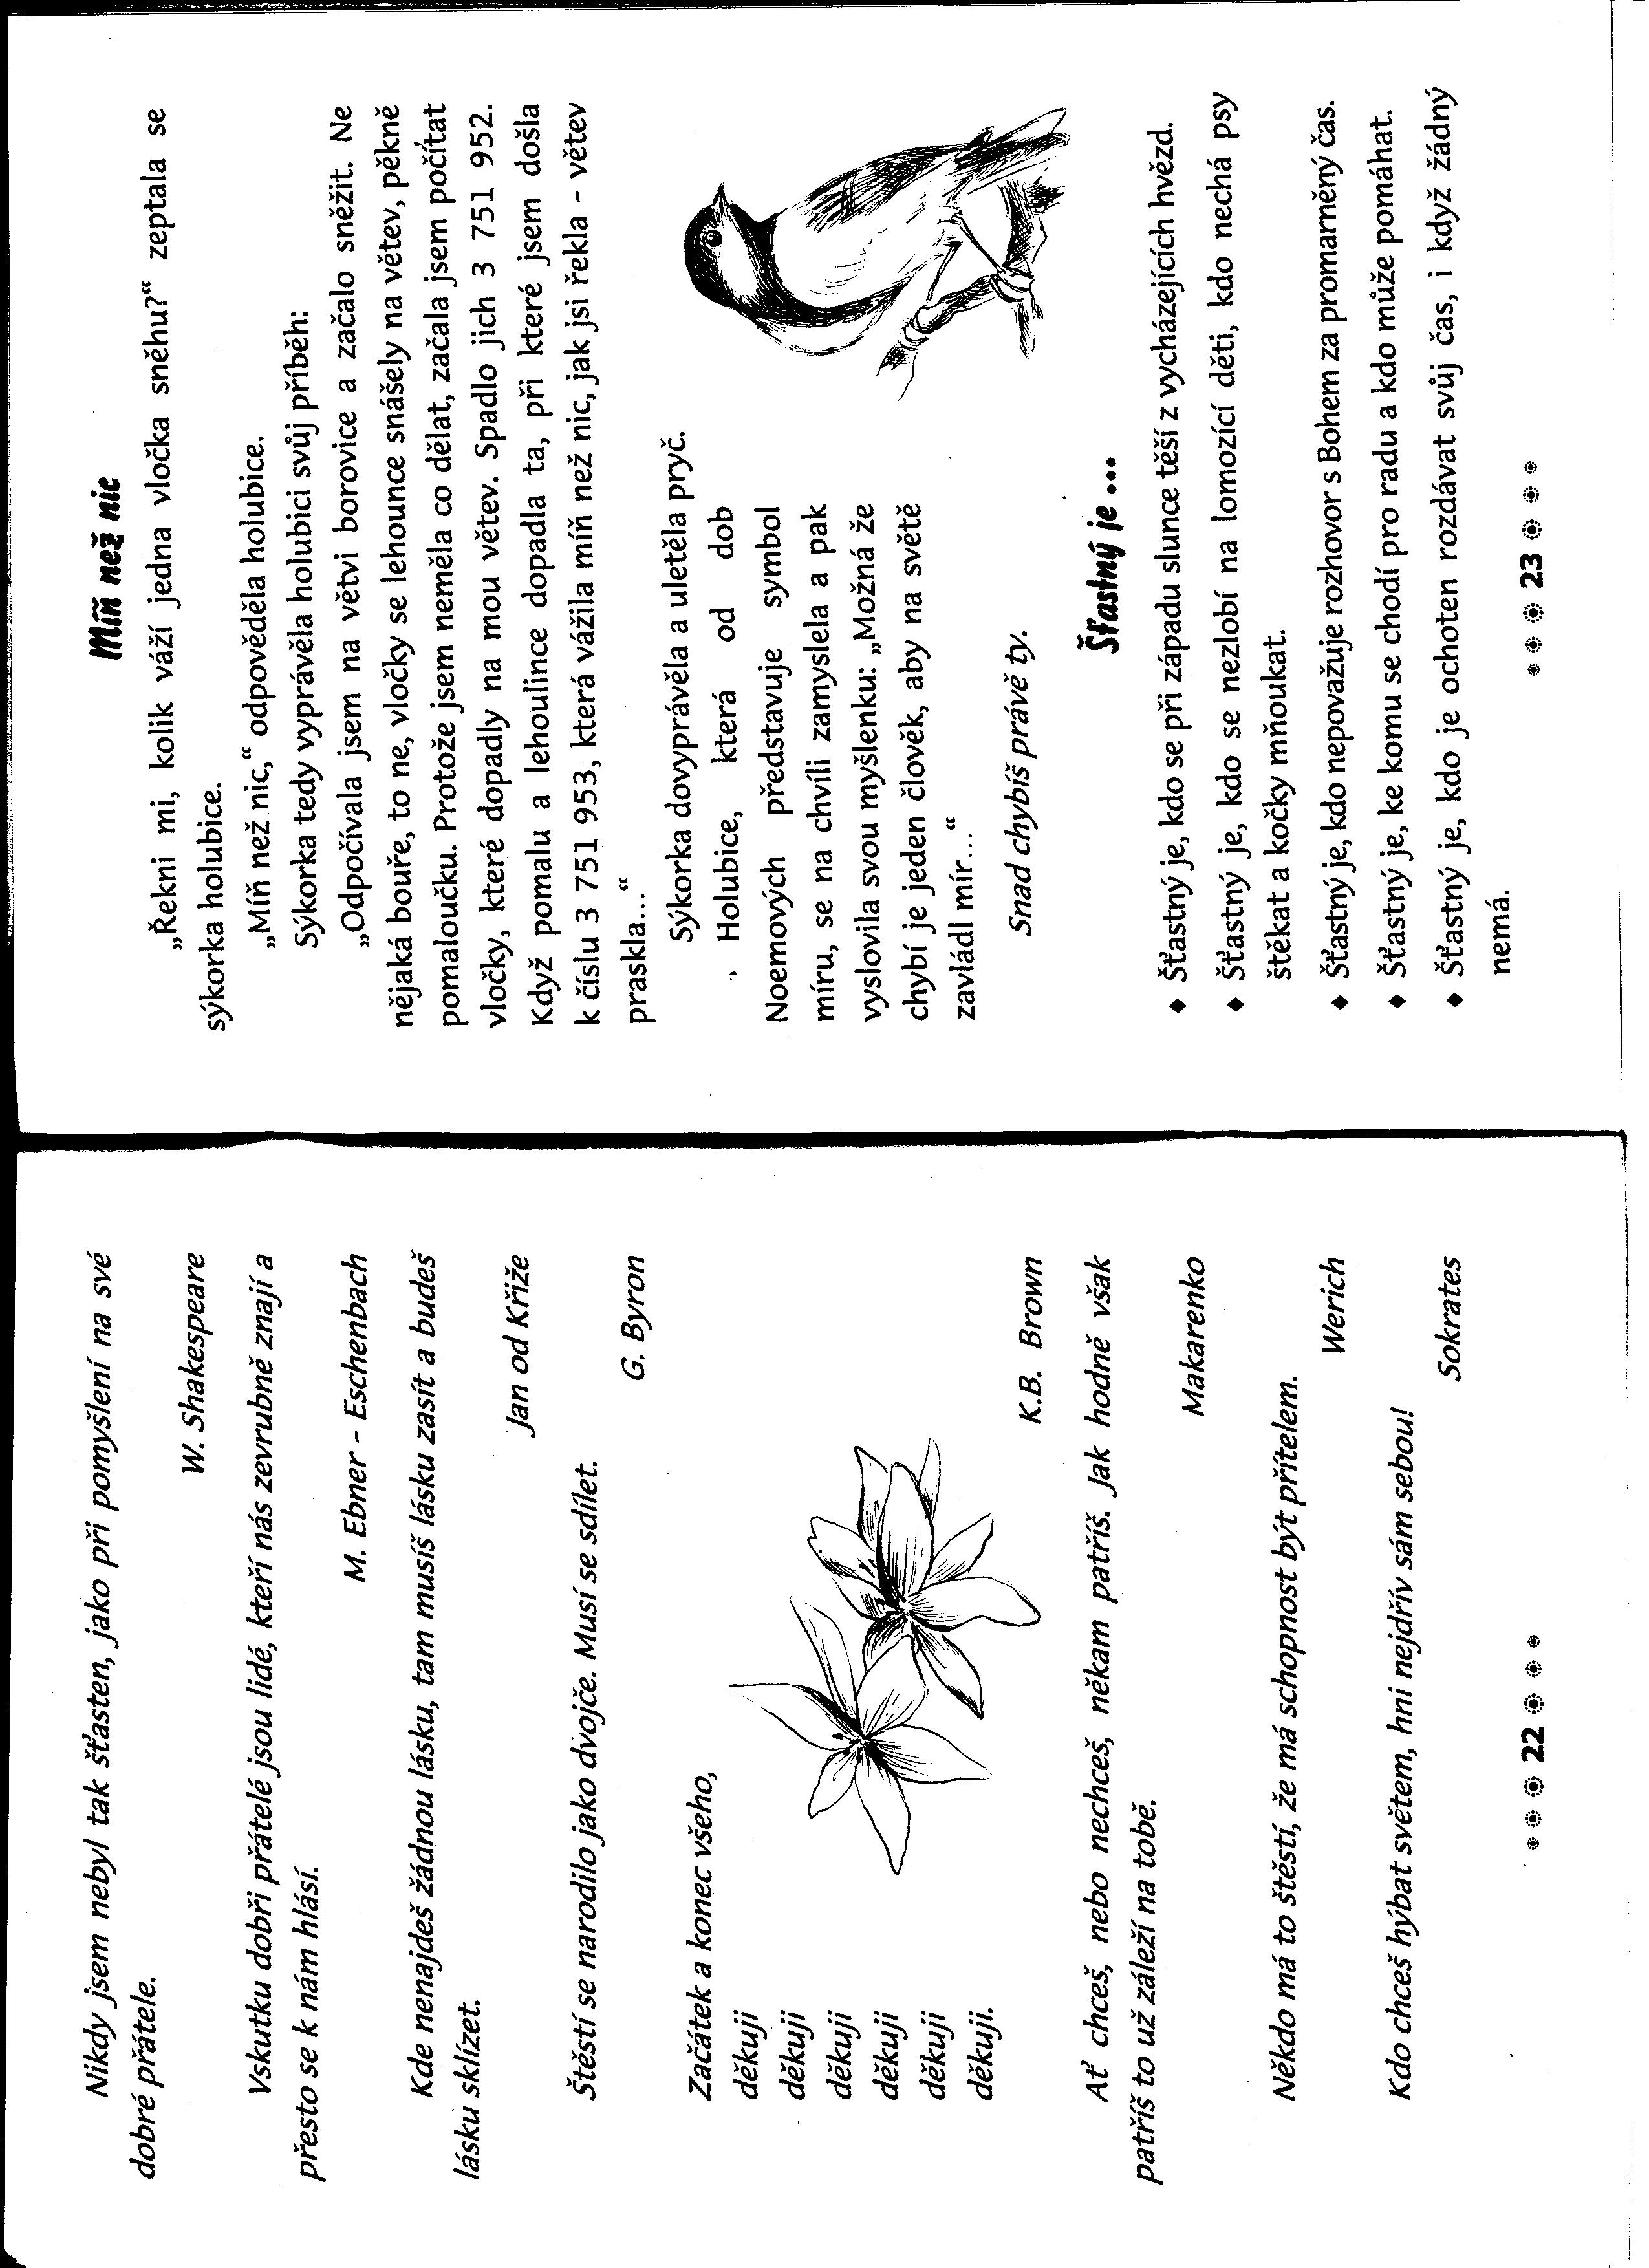 Nikdy jsem nebyl tak šťasten, jako při pomyšlení na své
dobré přátele.
W. Shakespeare
Vskutku dobři přátelé jsou lidé, kteří nás zevrubně znají a
přesto se k nám hlásí.
M. Ebner - Eschenbach
Kde nenajdeš žádnou lásku, tam musíš lásku zasít a budeš
lásku sklízet.
Jan od Kříže
Štěstí se narodilo jako dvojče. Musí se sdílet.
G. Byron
Začátek a konec všeho,
děkuji
děkuji
děkuji
děkuji
děkuji
děkuji.
K.B. Brown
Ať chceš, nebo nechceš, někam patříš. Jak hodně však
patříš to už záleží na tobě.
Makarenko
Někdo má to štěstí, že má schopnost být přítelem.
Werich
Kdo chceš hýbat světem, hni nejdřív sám sebou!
Sokrates
22
Míň než nic
„Řekni mi, kolik váží jedna vločka sněhu?“ zeptala se
sýkorka holubice.
„Míň než nic,“ odpověděla holubice.
Sýkorka tedy vyprávěla holubici svůj příběh:
„Odpočívala jsem na větvi borovice a začalo sněžit. Ne
nějaká bouře, to ne, vločky se lehounce snášely na větev, pěkně
pomaloučku. Protože jsem neměla co dělat, začala jsem počítat
vločky, které dopadly na mou větev. Spadlo jich 3 751 952.
Když pomalu a lehoulince dopadla ta, při které jsem došla
k číslu 3 751 953, která vážila míň než nic, jak jsi řekla - větev
praskla...“
Sýkorka dovyprávěla a uletěla pryč.
Holubice, která od dob
Noemových představuje symbol
míru, se na chvíli zamyslela a pak
vyslovila svou myšlenku: „Možná že
chybí je jeden člověk, aby na světě
zavládl mír...“
Snad chybíš právě ty.
Šťastný je...
♦ Šťastný je, kdo se při západu slunce těší z vycházejících hvězd.
♦ Šťastný je, kdo se nezlobí na lomozící děti, kdo nechá psy
štěkat a kočky mňoukat.
♦ Šťastný je, kdo nepovažuje rozhovor s Bohem za promarněný čas.
♦ Šťastný je, ke komu se chodí pro radu a kdo může pomáhat.
♦ Šťastný je, kdo je ochoten rozdávat svůj čas, i když žádný
nemá.
23